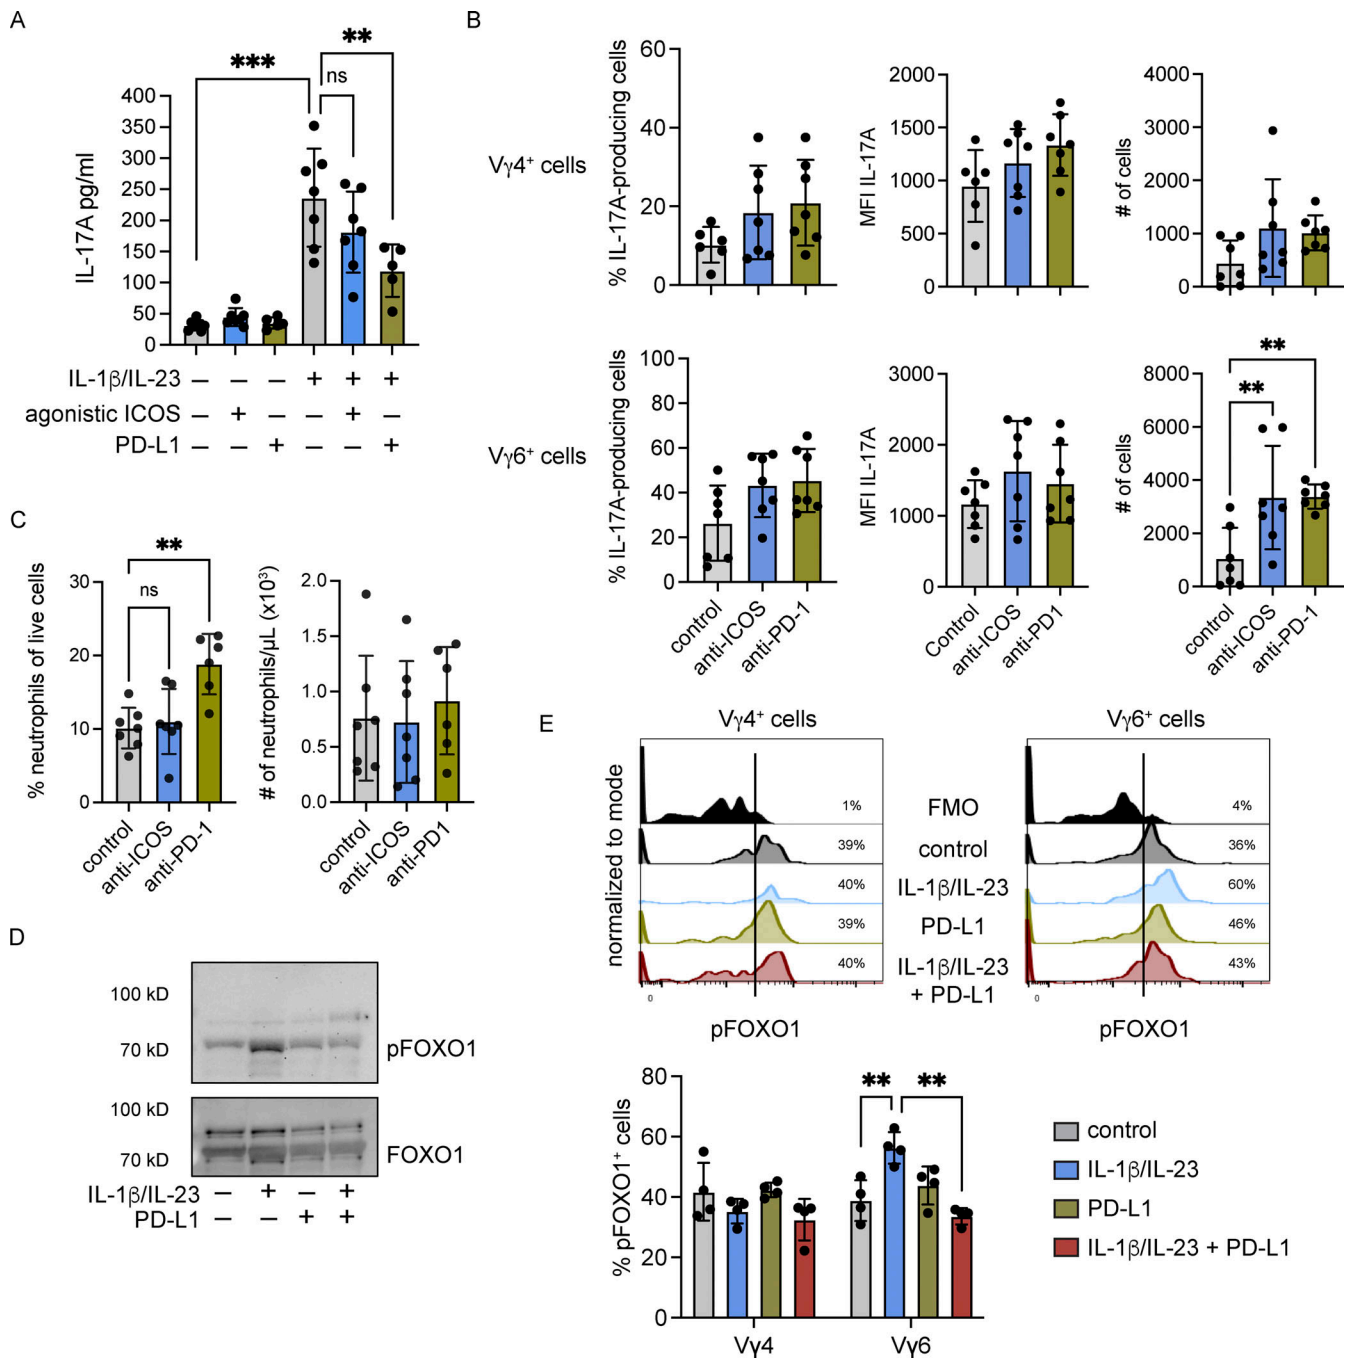 A
*** 
**
ns
IL-17A pg/ml
400
350
300
250
200
150
100
50
0
IL-1β/IL-23 – – – + + +
agonistic ICOS – + – – + –
PD-L1 – – + – – +
B
Vγ4⁺ cells
% IL-17A-producing cells
60
40
20
0
MFI IL-17A
2000
1500
1000
500
0
# of cells
4000
3000
2000
1000
0
Vγ6⁺ cells
% IL-17A-producing cells
100
80
60
40
20
0
control
anti-ICOS
anti-PD-1
MFI IL-17A
3000
2000
1000
0
Control
anti-ICOS
anti-PD1
# of cells
8000
6000
4000
2000
0
**
**
control
anti-ICOS
anti-PD-1
C
% neutrophils of live cells
30
20
10
0
**
ns
control
anti-ICOS
anti-PD-1
# of neutrophils/µL (x10³)
2.0
1.5
1.0
0.5
0.0
control
anti-ICOS
anti-PD1
D
100 kD
70 kD
pFOXO1
100 kD
70 kD
FOXO1
IL-1β/IL-23 – + – +
PD-L1 – – + +
E
Vγ4⁺ cells
Vγ6⁺ cells
normalized to mode
1%
39%
40%
39%
40%
0
pFOXO1
FMO
control
IL-1β/IL-23
PD-L1
IL-1β/IL-23
+ PD-L1
4%
36%
60%
46%
43%
0
pFOXO1
% pFOXO1⁺ cells
80
60
40
20
0
**
**
Vγ4
Vγ6
control
IL-1β/IL-23
PD-L1
IL-1β/IL-23 + PD-L1